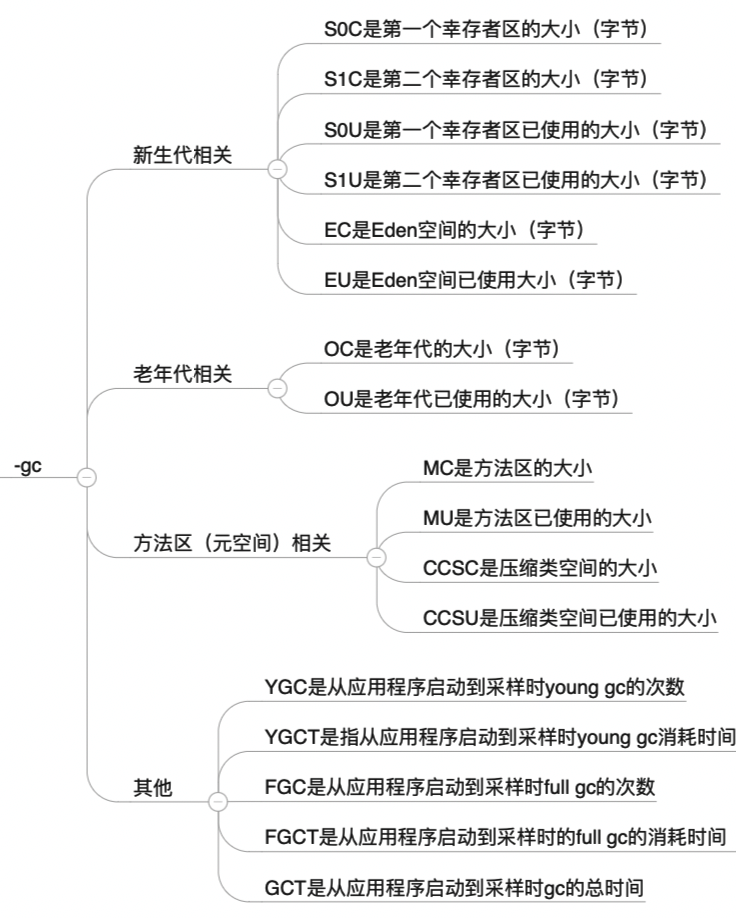 -gc
新生代相关
S0C是第一个幸存者区的大小（字节）
S1C是第二个幸存者区的大小（字节）
S0U是第一个幸存者区已使用的大小（字节）
S1U是第二个幸存者区已使用的大小（字节）
EC是Eden空间的大小（字节）
EU是Eden空间已使用大小（字节）
老年代相关
OC是老年代的大小（字节）
OU是老年代已使用的大小（字节）
方法区（元空间）相关
MC是方法区的大小
MU是方法区已使用的大小
CCSC是压缩类空间的大小
CCSU是压缩类空间已使用的大小
其他
YGC是从应用程序启动到采样时young gc的次数
YGCT是指从应用程序启动到采样时young gc消耗时间
FGC是从应用程序启动到采样时full gc的次数
FGCT是从应用程序启动到采样时的full gc的消耗时间
GCT是从应用程序启动到采样时gc的总时间